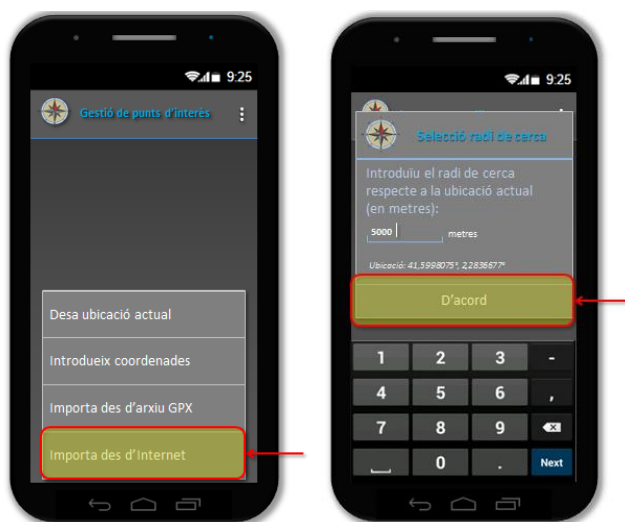 9:25
Gestió de punts d'interès
Desa ubicació actual
Introdueix coordenades
Importa des d'arxiu GPX
Importa des d'Internet
9:25
Selecció radi de cerca
Introduïu el radi de cerca
respecte a la ubicació actual
(en metres):
5000 metres
Ubicació: 41,5998075°, 2,2836677°
D'acord
1 2 3 -
4 5 6 ,
7 8 9
0 . Next